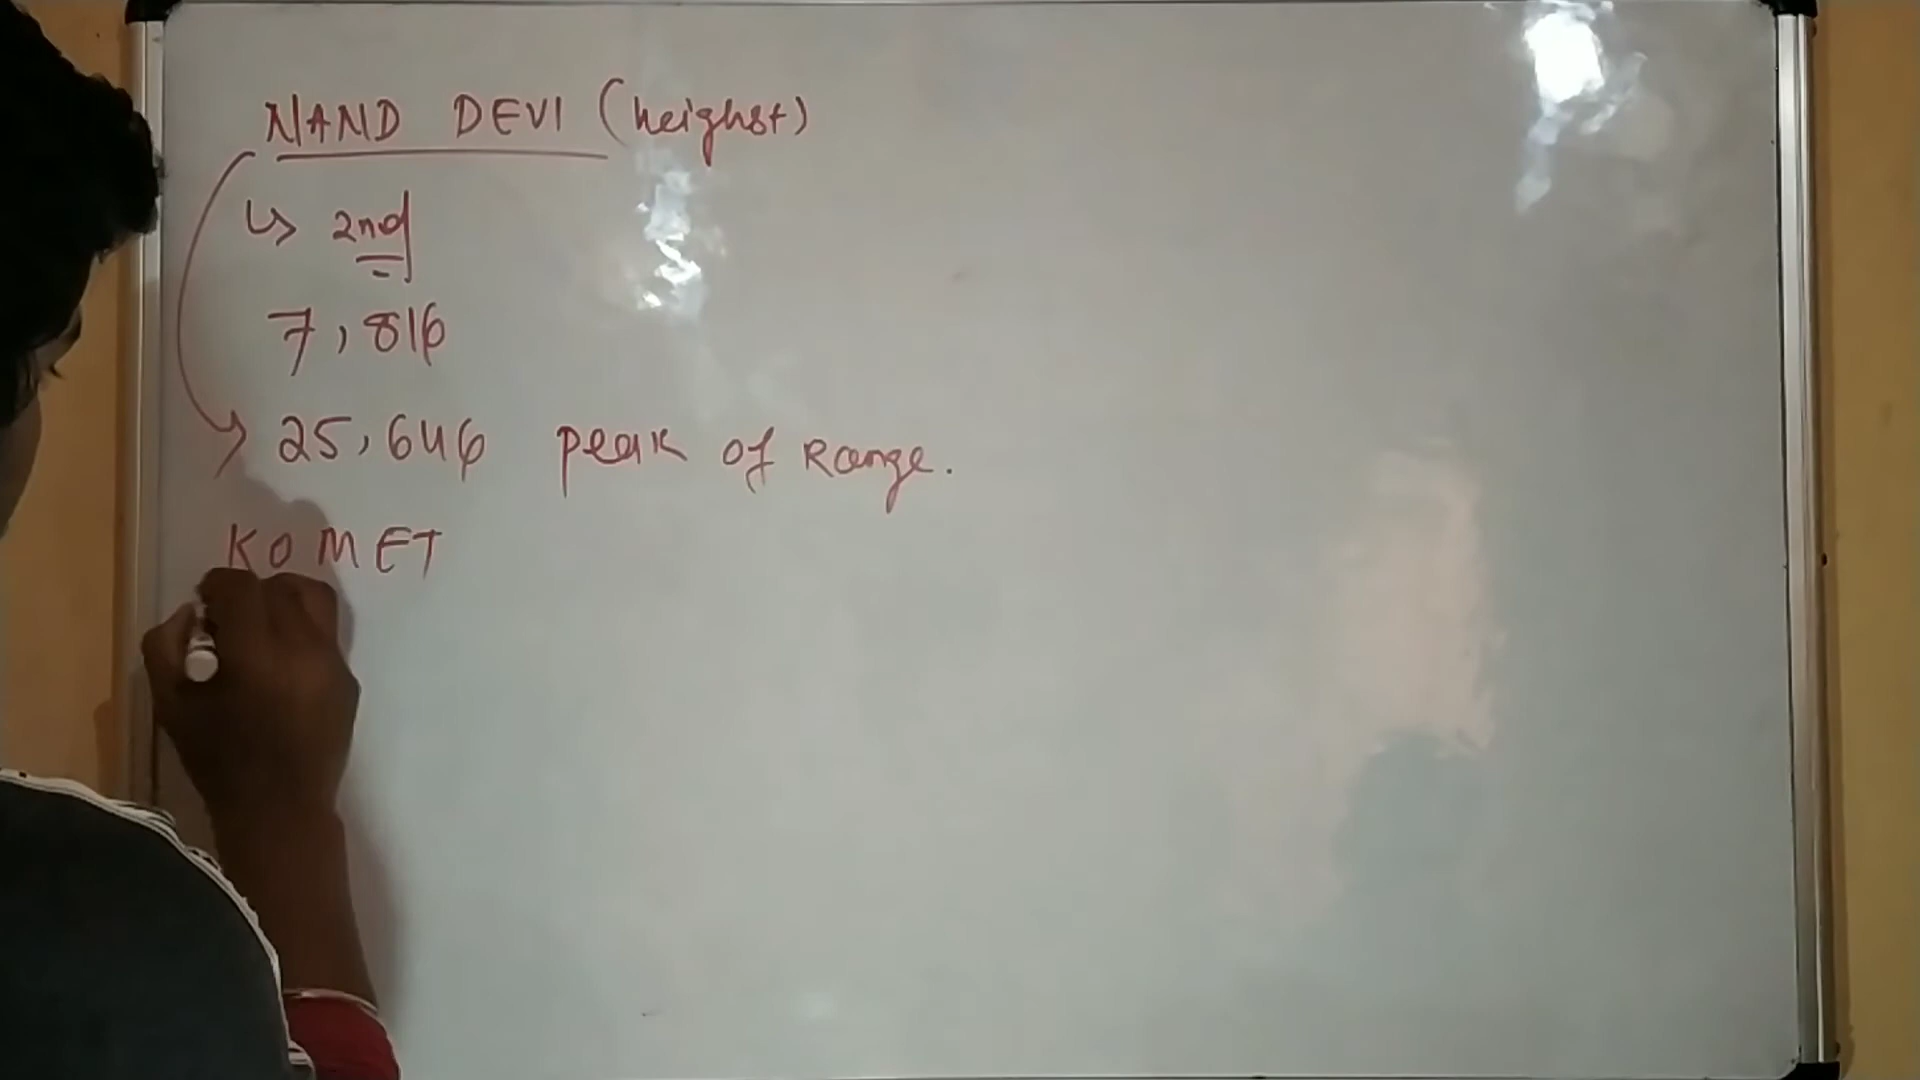 NAND DEVI (heighst)
↳ 2nd
7,816
→ 25,646 peak of Range.
KOMET